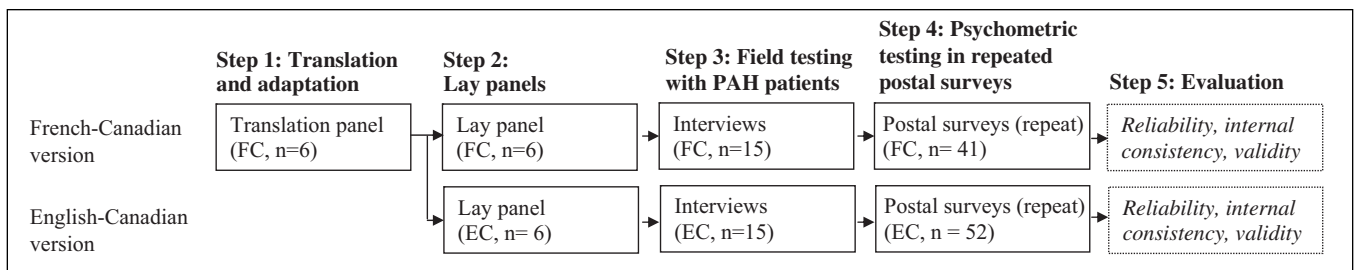 Step 1: Translation
and adaptation
Step 2:
Lay panels
Step 3: Field testing
with PAH patients
Step 4: Psychometric
testing in repeated
postal surveys
Step 5: Evaluation
French-Canadian
version
Translation panel
(FC, n=6)
Lay panel
(FC, n=6)
Interviews
(FC, n=15)
Postal surveys (repeat)
(FC, n= 41)
Reliability, internal
consistency, validity
English-Canadian
version
Lay panel
(EC, n= 6)
Interviews
(EC, n=15)
Postal surveys (repeat)
(EC, n = 52)
Reliability, internal
consistency, validity